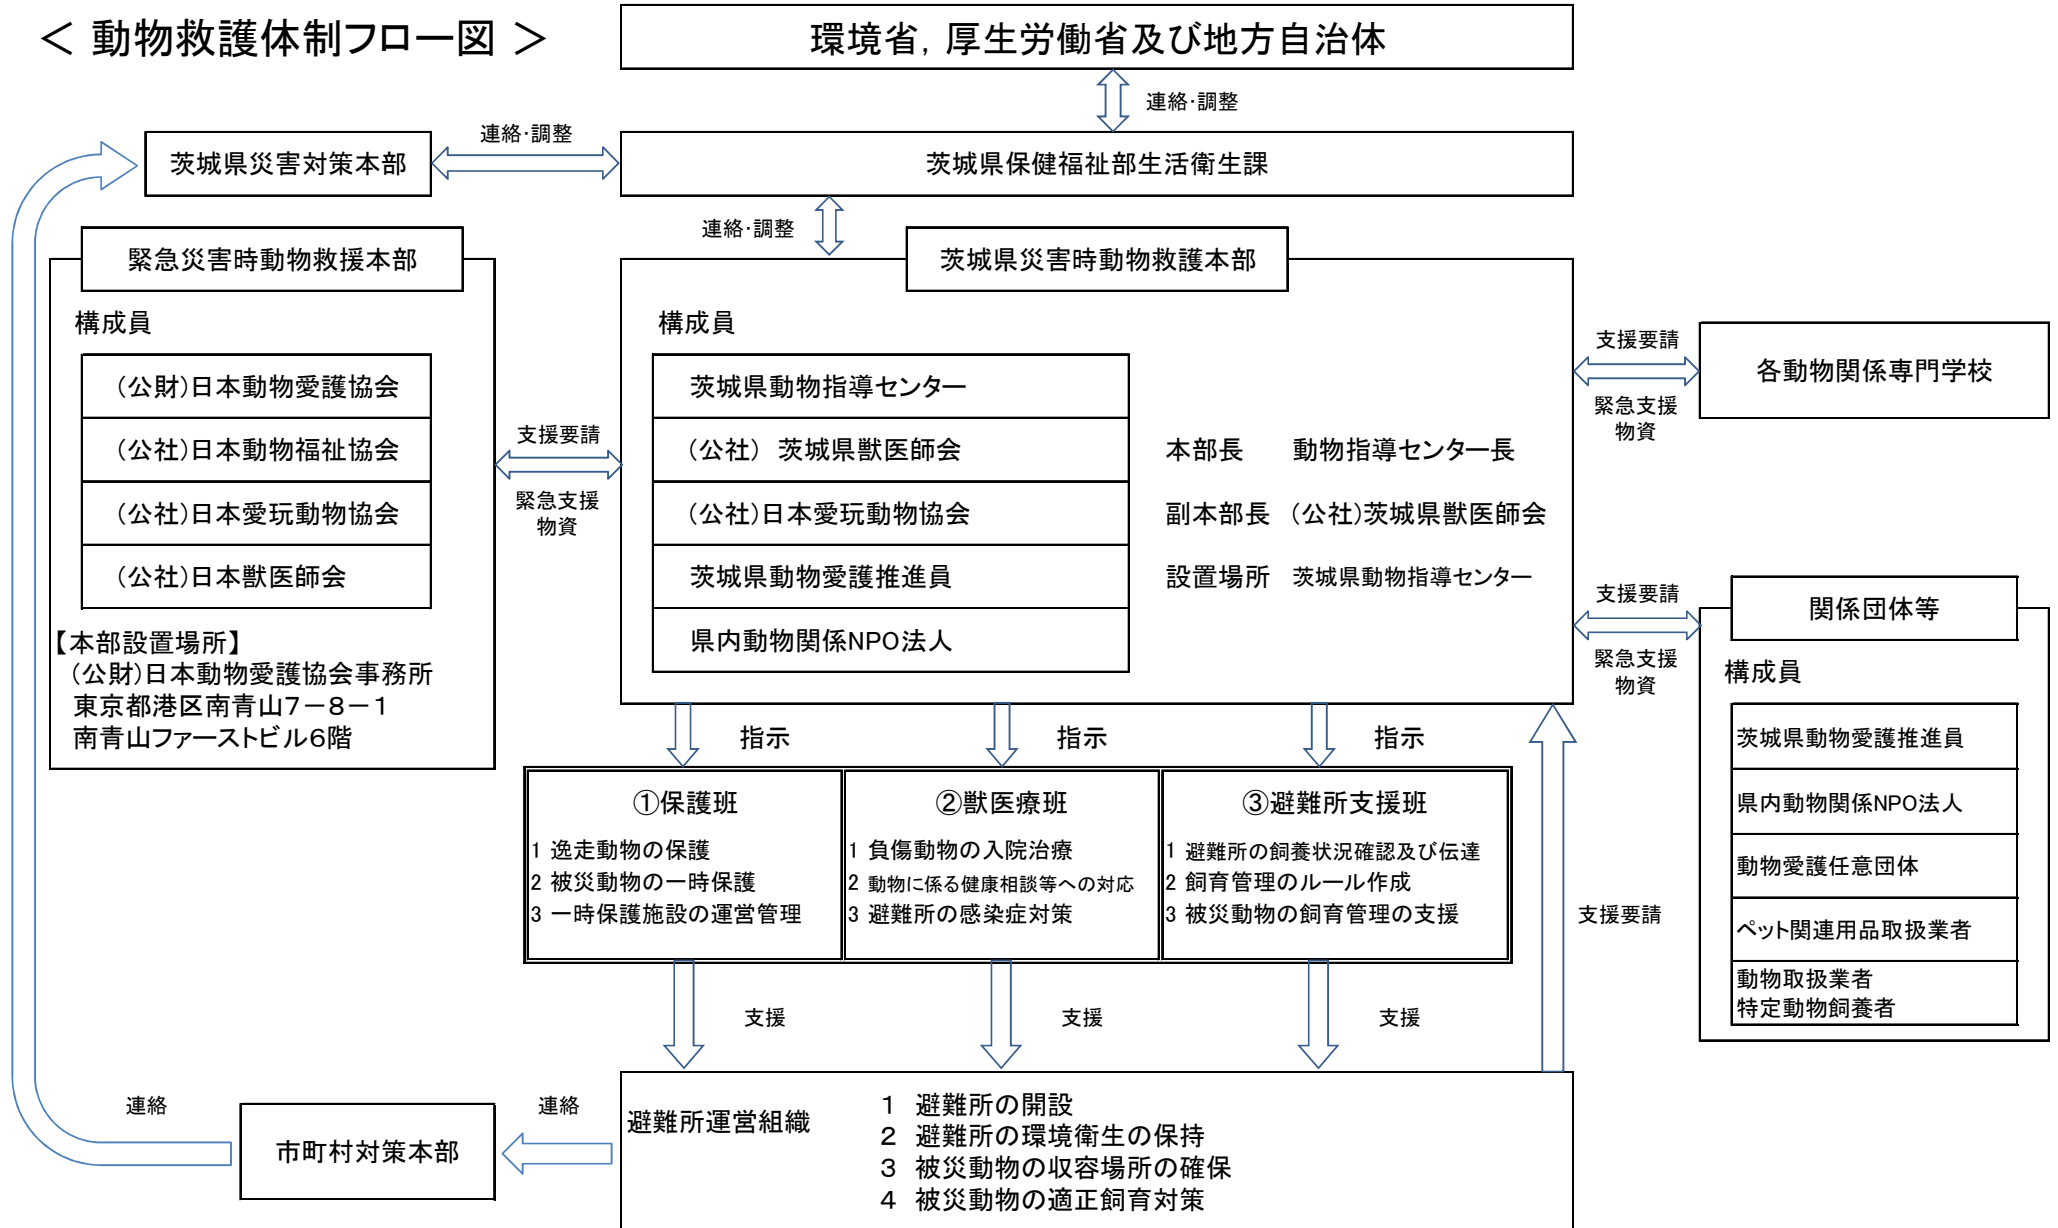 ＜ 動物救護体制フロー図 ＞
環境省，厚生労働省及び地方自治体
連絡・調整
茨城県災害対策本部
連絡・調整
茨城県保健福祉部生活衛生課
連絡・調整
緊急災害時動物救援本部
構成員
（公財）日本動物愛護協会
（公社）日本動物福祉協会
（公社）日本愛玩動物協会
（公社）日本獣医師会
【本部設置場所】
（公財）日本動物愛護協会事務所
東京都港区南青山７－８－１
南青山ファーストビル６階
支援要請
緊急支援
物資
茨城県災害時動物救護本部
構成員
茨城県動物指導センター
（公社） 茨城県獣医師会
（公社）日本愛玩動物協会
茨城県動物愛護推進員
県内動物関係NPO法人
本部長 動物指導センター長
副本部長 （公社）茨城県獣医師会
設置場所 茨城県動物指導センター
支援要請
緊急支援
物資
各動物関係専門学校
支援要請
緊急支援
物資
関係団体等
構成員
茨城県動物愛護推進員
県内動物関係NPO法人
動物愛護任意団体
ペット関連用品取扱業者
動物取扱業者
特定動物飼養者
指示
指示
指示
①保護班
1 逸走動物の保護
2 被災動物の一時保護
3 一時保護施設の運営管理
②獣医療班
1 負傷動物の入院治療
2 動物に係る健康相談等への対応
3 避難所の感染症対策
③避難所支援班
1 避難所の飼養状況確認及び伝達
2 飼育管理のルール作成
3 被災動物の飼育管理の支援
支援要請
支援
支援
支援
連絡
市町村対策本部
連絡
避難所運営組織
１ 避難所の開設
２ 避難所の環境衛生の保持
３ 被災動物の収容場所の確保
４ 被災動物の適正飼育対策